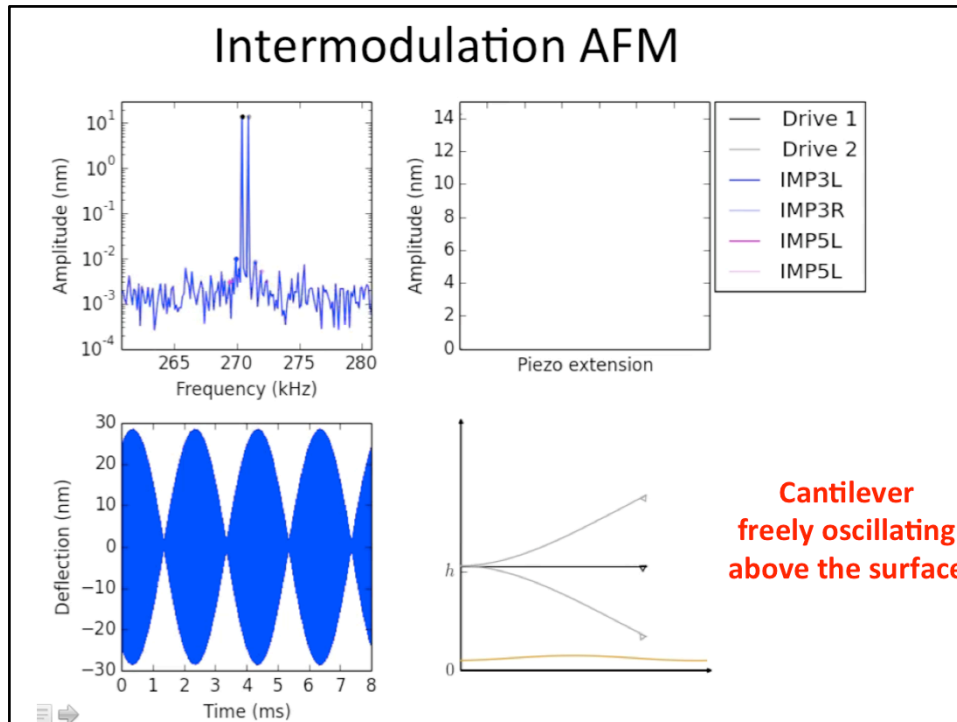 Intermodulation AFM
10^1
10^0
10^-1
10^-2
10^-3
10^-4
Amplitude (nm)
265 270 275 280
Frequency (kHz)
14
12
10
8
6
4
2
0
Amplitude (nm)
Piezo extension
Drive 1
Drive 2
IMP3L
IMP3R
IMP5L
IMP5L
30
20
10
0
−10
−20
−30
Deflection (nm)
0 1 2 3 4 5 6 7 8
Time (ms)
h
0
Cantilever
freely oscillating
above the surface